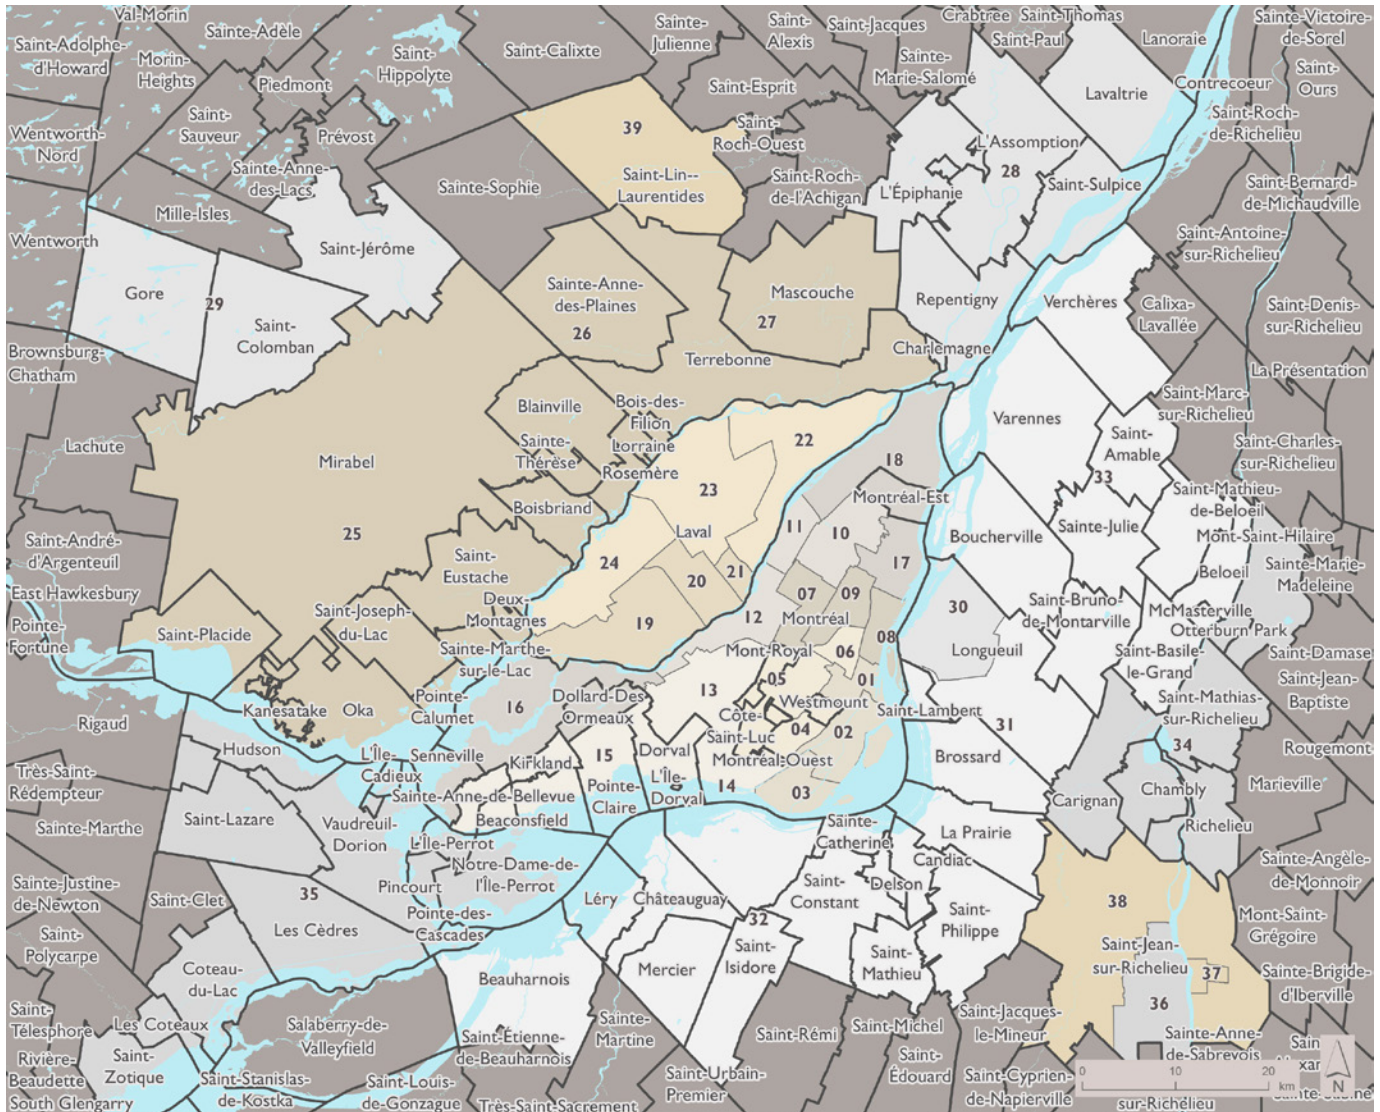 Val-Morin
Saint-Adolphe-
d'Howard
Morin-
Heights
Sainte-Adèle
Piedmont
Saint-
Hippolyte
Saint-Calixte
Sainte-
Julienne
Saint-
Alexis
Saint-Jacques
Crabtree
Saint-Thomas
Saint-Paul
Sainte-
Marie-Salomé
Lanoraie
Sainte-Victoire-
de-Sorel
Contrecoeur
Saint-
Ours
Lavaltrie
Saint-Esprit
Saint-Roch-
de-Richelieu
Wentworth-
Nord
Saint-
Sauveur
Prévost
39
Saint-
Roch-Ouest
L'Assomption
28
Sainte-Anne-
des-Lacs
Sainte-Sophie
Saint-Lin--
Laurentides
Saint-Roch-
de-l'Achigan
L'Épiphanie
Saint-Sulpice
Saint-Bernard-
de-Michaudville
Mille-Isles
Wentworth
Saint-Jérôme
Saint-Antoine-
sur-Richelieu
Gore
29
Saint-
Colomban
Sainte-Anne-
des-Plaines
26
Mascouche
27
Repentigny
Verchères
Calixa-
Lavallée
Saint-Denis-
sur-Richelieu
Brownsburg-
Chatham
Terrebonne
Charlemagne
La Présentation
Saint-Marc-
sur-Richelieu
Blainville
Bois-des-
Filion
Lorraine
Rosemère
Sainte-
Thérèse
22
Varennes
Saint-
Amable
33
Saint-Charles-
sur-Richelieu
Lachute
Mirabel
18
23
Montréal-Est
Saint-Mathieu-
de-Beloeil
Boisbriand
25
Laval
11
10
17
Boucherville
Sainte-Julie
Mont-Saint-Hilaire
Beloeil
Saint-André-
d'Argenteuil
Saint-
Eustache
24
20
21
07
09
30
Sainte-Marie-
Madeleine
East Hawkesbury
Pointe-
Fortune
Saint-Placide
Saint-Joseph-
du-Lac
Deux-
Montagnes
19
12
Montréal
08
Saint-Bruno-
de-Montarville
McMasterville
Otterburn Park
Sainte-Marthe-
sur-le-Lac
Mont-Royal
06
Longueuil
Saint-Basile-
le-Grand
Saint-Damase
Saint-Jean-
Baptiste
Rigaud
Kanesatake
Oka
Pointe-
Calumet
16
Dollard-Des-
Ormeaux
13
05
01
Westmount
Saint-Lambert
31
Saint-Mathias-
sur-Richelieu
34
Hudson
L'Île-
Cadieux
Senneville
Kirkland
15
Dorval
Côte-
Saint-Luc
04
02
Montréal-Ouest
Brossard
Rougemont
Très-Saint-
Rédempteur
Sainte-Anne-de-Bellevue
Beaconsfield
Pointe-
Claire
L'Île-
Dorval
14
03
Carignan
Chambly
Marieville
Sainte-Marthe
Saint-Lazare
Vaudreuil-
Dorion
L'Île-Perrot
Notre-Dame-de-
l'Île-Perrot
Sainte-
Catherine
La Prairie
Richelieu
Candiac
Sainte-Justine-
de-Newton
Saint-Clet
35
Pincourt
Léry
Châteauguay
Saint-
Constant
Delson
Sainte-Angèle-
de-Monnoir
Saint-
Polycarpe
Les Cèdres
Pointe-des-
Cascades
32
Saint-
Philippe
38
Mont-Saint-
Grégoire
Coteau-
du-Lac
Beauharnois
Mercier
Saint-
Isidore
Saint-
Mathieu
Saint-Jean-
sur-Richelieu
37
Sainte-Brigide-
d'Iberville
Saint-
Télesphore
Les Coteaux
Salaberry-de-
Valleyfield
Saint-Étienne-
de-Beauharnois
Sainte-
Martine
Saint-Rémi
Saint-Michel
Saint-Jacques-
le-Mineur
36
Sainte-Anne-
de-Sabrevois
Rivière-
Beaudette
Saint-
Zotique
South Glengarry
Saint-Stanislas-
de-Kostka
Saint-Louis-
de-Gonzague
Très-Saint-Sacrement
Saint-Urbain-
Premier
Saint-
Édouard
Saint-Cyprien-
de-Napierville
sur-Richelieu
0 10 20
km
N